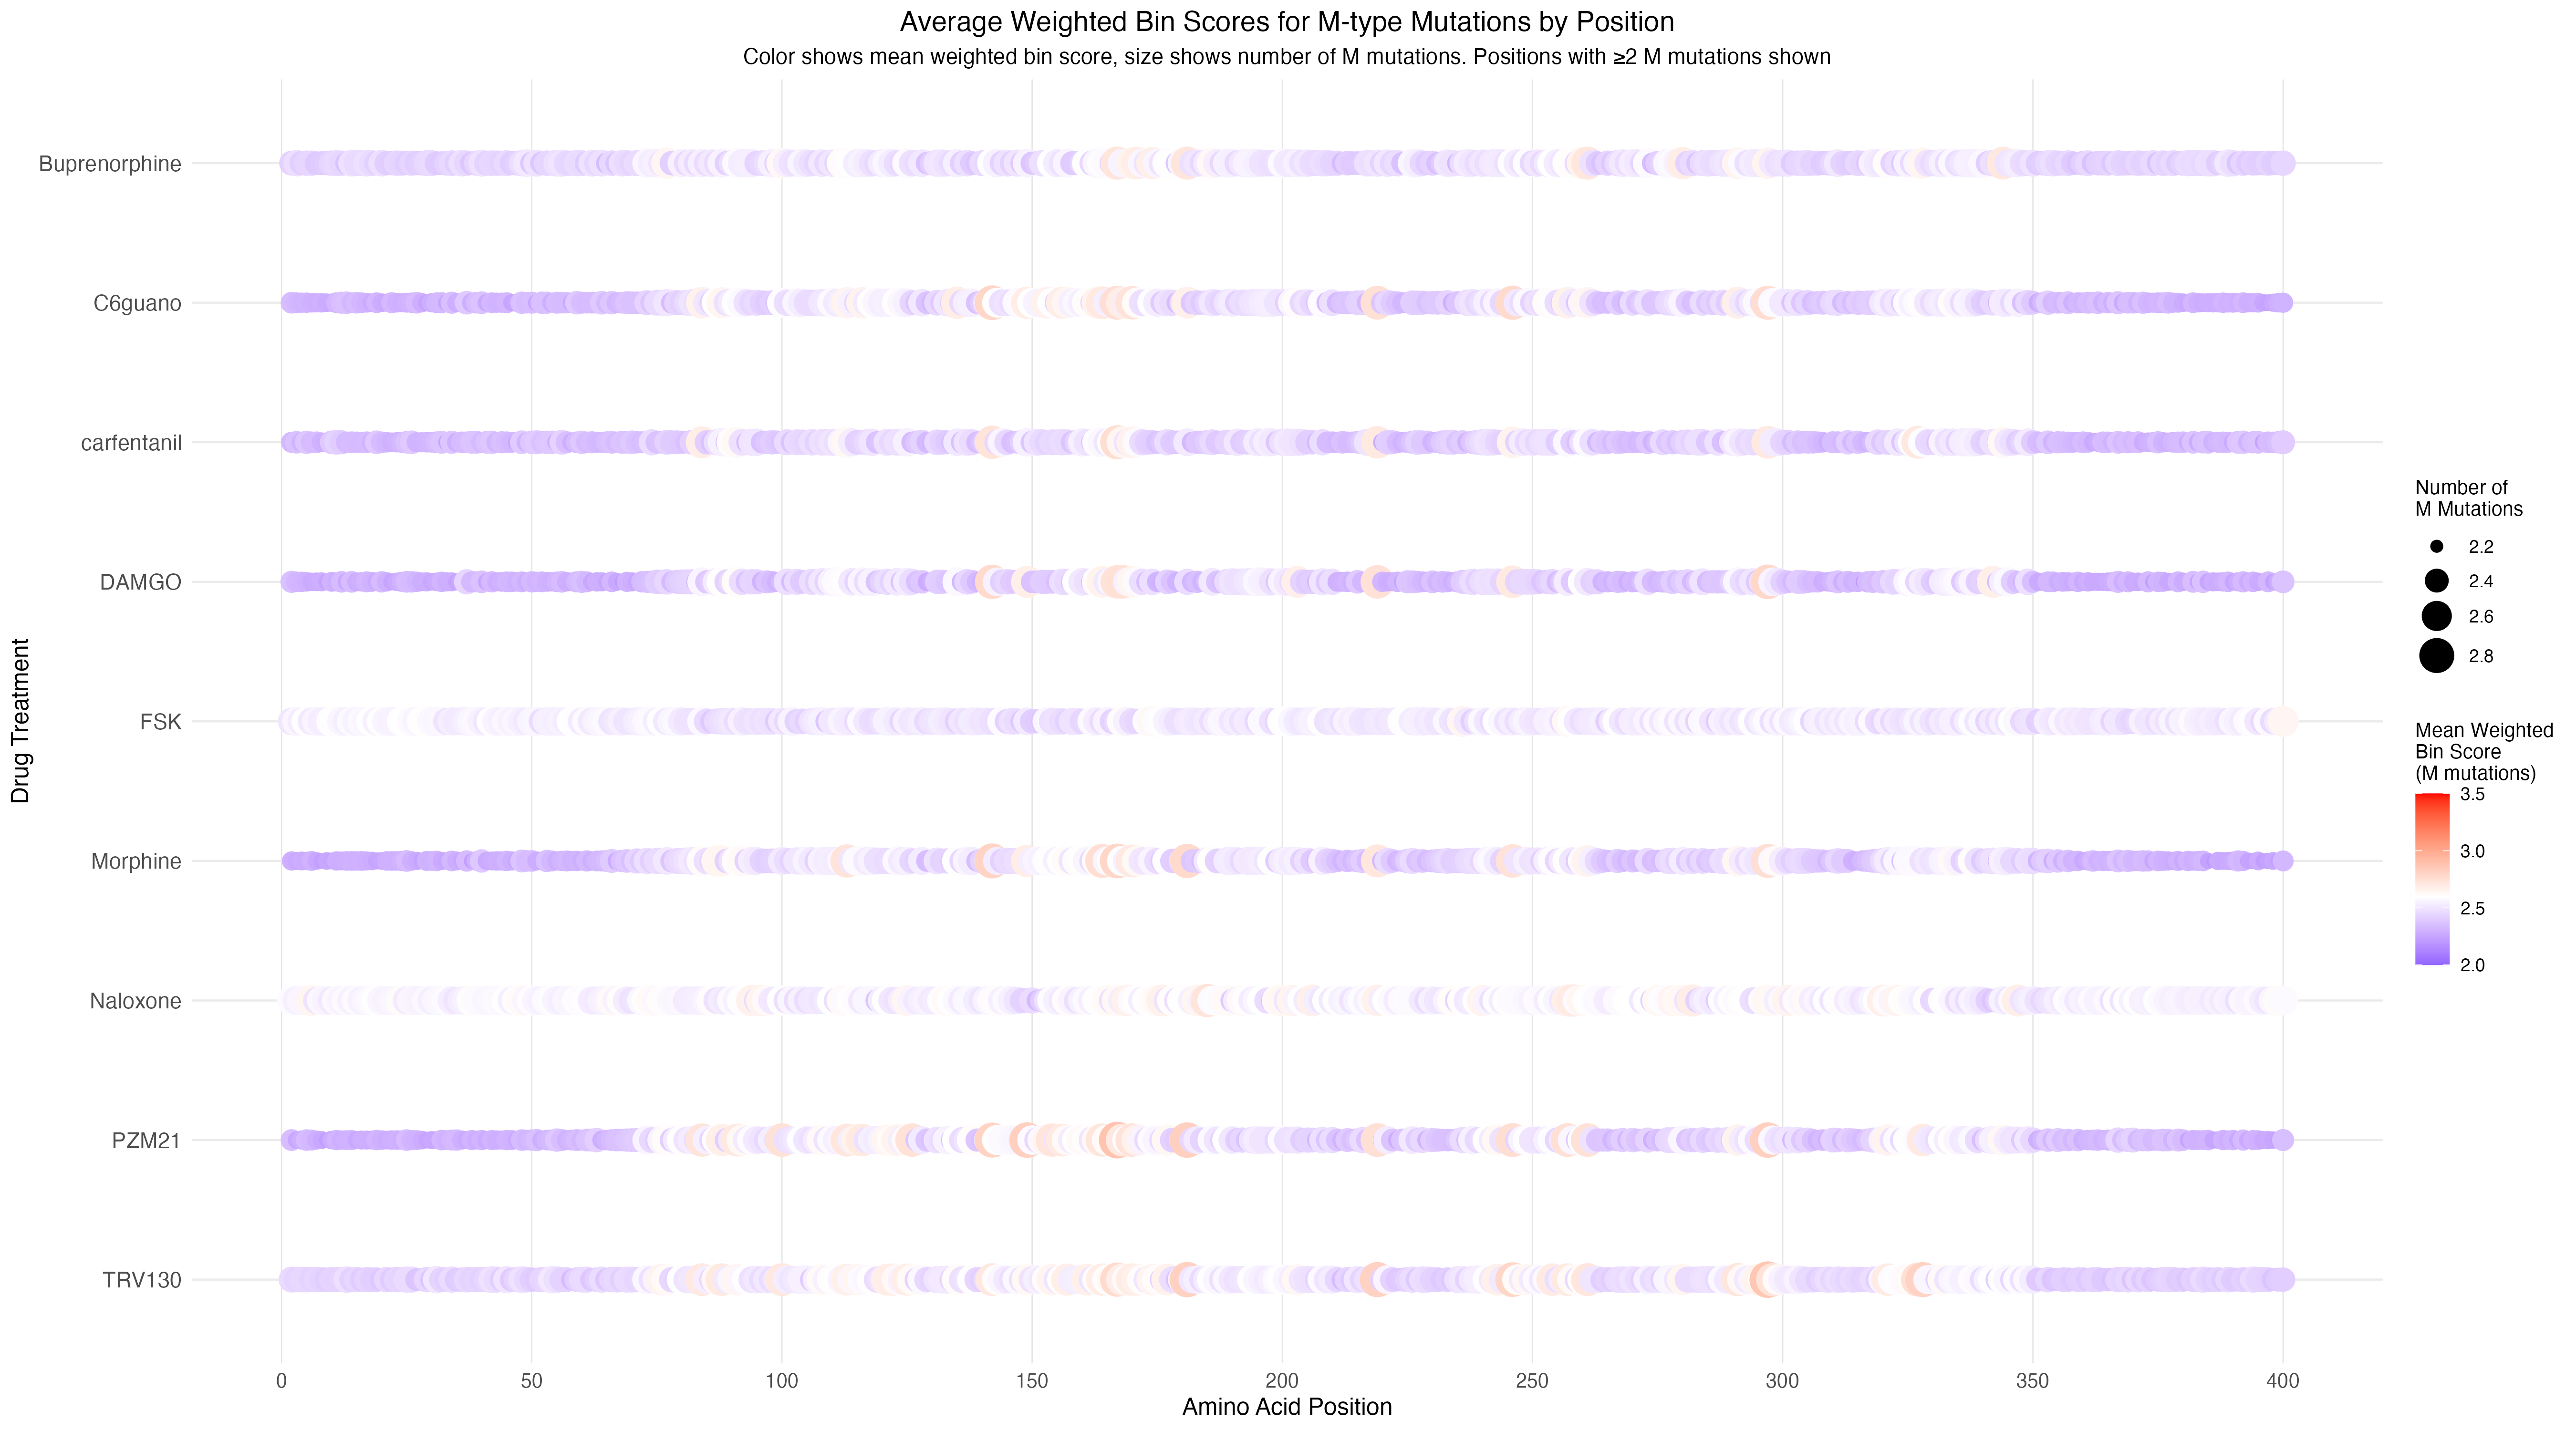 Average Weighted Bin Scores for M-type Mutations by Position
Color shows mean weighted bin score, size shows number of M mutations. Positions with ≥2 M mutations shown
Drug Treatment
Buprenorphine
C6guano
carfentanil
DAMGO
FSK
Morphine
Naloxone
PZM21
TRV130
0 50 100 150 200 250 300 350 400
Amino Acid Position
Number of
M Mutations
2.2
2.4
2.6
2.8
Mean Weighted
Bin Score
(M mutations)
3.5
3.0
2.5
2.0